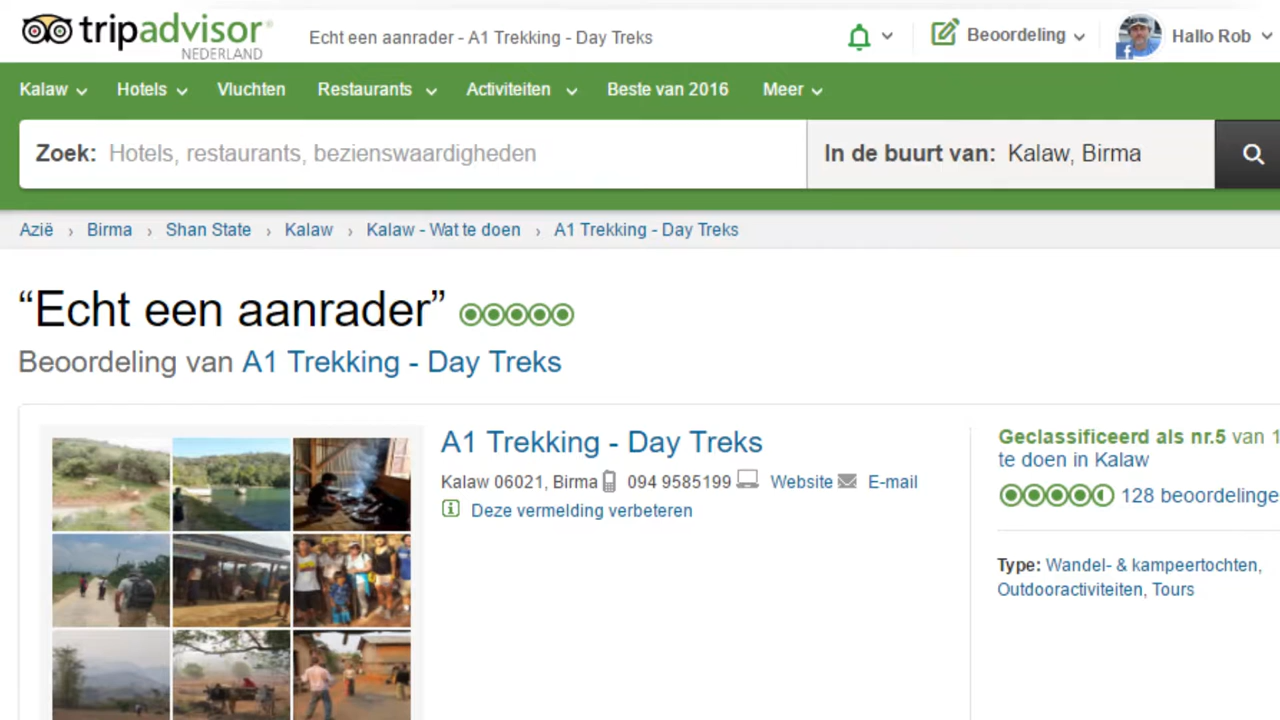 tripadvisor®
NEDERLAND
Echt een aanrader - A1 Trekking - Day Treks
Beoordeling
Hallo Rob
Kalaw Hotels Vluchten Restaurants Activiteiten Beste van 2016 Meer
Zoek: Hotels, restaurants, bezienswaardigheden
In de buurt van: Kalaw, Birma
Azië › Birma › Shan State › Kalaw › Kalaw - Wat te doen › A1 Trekking - Day Treks
“Echt een aanrader”
Beoordeling van A1 Trekking - Day Treks
A1 Trekking - Day Treks
Kalaw 06021, Birma 094 9585199 Website E-mail
Deze vermelding verbeteren
Geclassificeerd als nr.5 van 1
te doen in Kalaw
128 beoordelinge
Type: Wandel- & kampeertochten,
Outdooractiviteiten, Tours